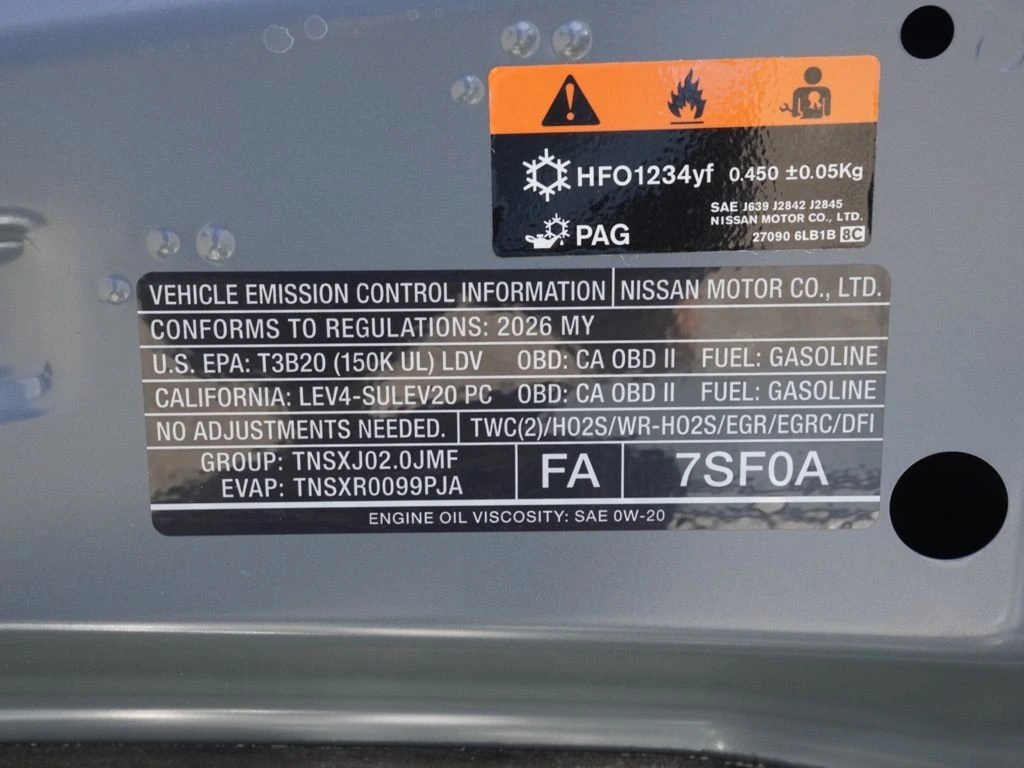 HFO1234yf 0.450 ±0.05Kg
SAE J639 J2842 J2845
NISSAN MOTOR CO., LTD.
PAG
27090 6LB1B 8C
VEHICLE EMISSION CONTROL INFORMATION NISSAN MOTOR CO., LTD.
CONFORMS TO REGULATIONS: 2026 MY
U.S. EPA: T3B20 (150K UL) LDV OBD: CA OBD II FUEL: GASOLINE
CALIFORNIA: LEV4-SULEV20 PC OBD: CA OBD II FUEL: GASOLINE
NO ADJUSTMENTS NEEDED. TWC(2)/HO2S/WR-HO2S/EGR/EGRC/DFI
GROUP: TNSXJ02.0JMF
EVAP: TNSXR0099PJA
FA
7SF0A
ENGINE OIL VISCOSITY: SAE 0W-20